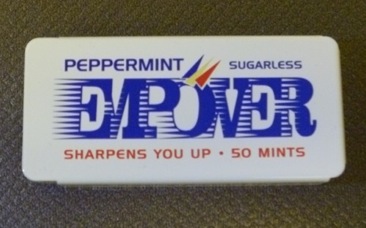 PEPPERMINT SUGARLESS
EMPOWER
SHARPENS YOU UP • 50 MINTS